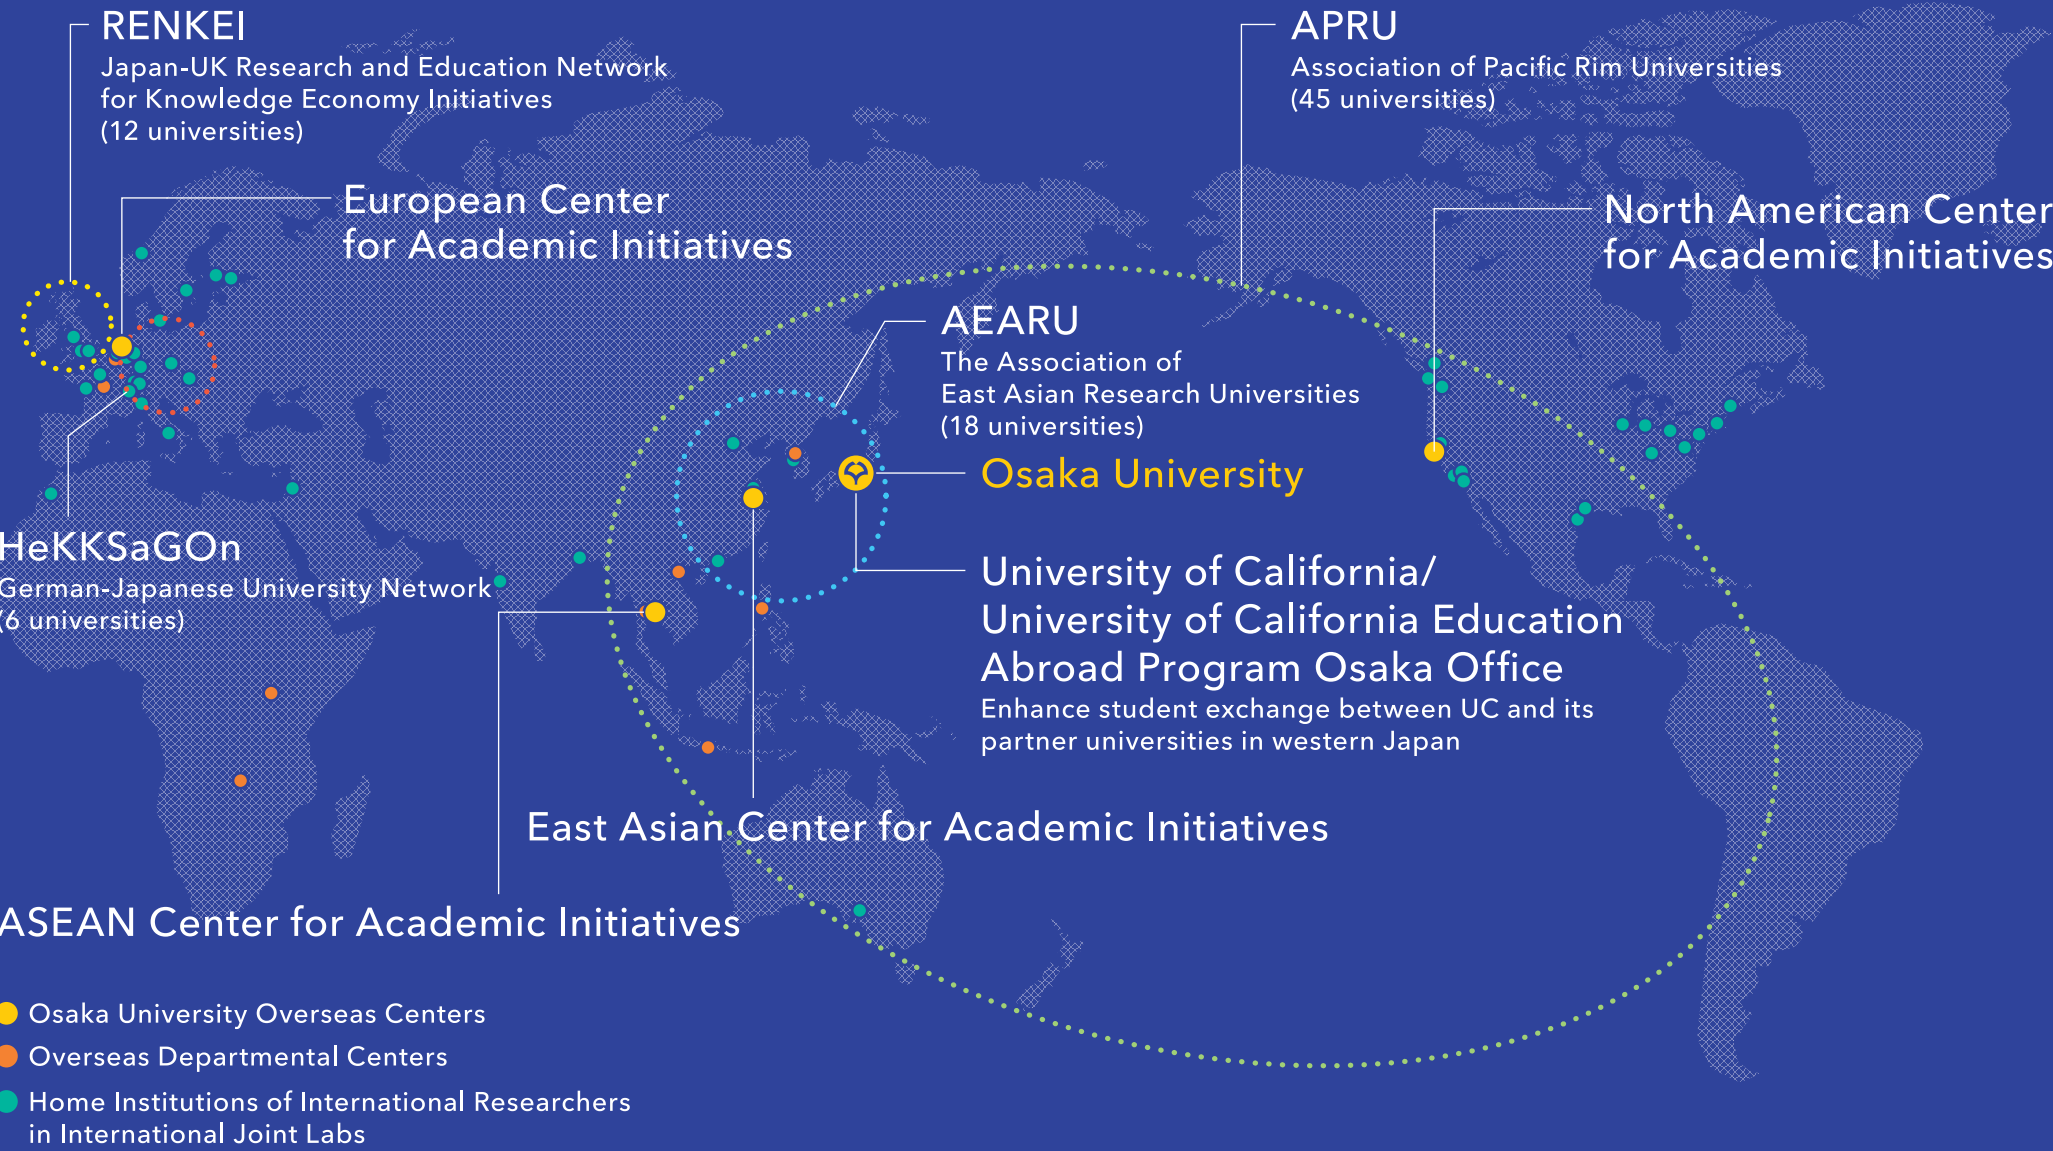 RENKEI
Japan-UK Research and Education Network
for Knowledge Economy Initiatives
(12 universities)
APRU
Association of Pacific Rim Universities
(45 universities)
European Center
for Academic Initiatives
North American Center
for Academic Initiatives
AEARU
The Association of
East Asian Research Universities
(18 universities)
Osaka University
HeKKSaGOn
German-Japanese University Network
(6 universities)
University of California/
University of California Education
Abroad Program Osaka Office
Enhance student exchange between UC and its
partner universities in western Japan
East Asian Center for Academic Initiatives
ASEAN Center for Academic Initiatives
Osaka University Overseas Centers
Overseas Departmental Centers
Home Institutions of International Researchers
in International Joint Labs